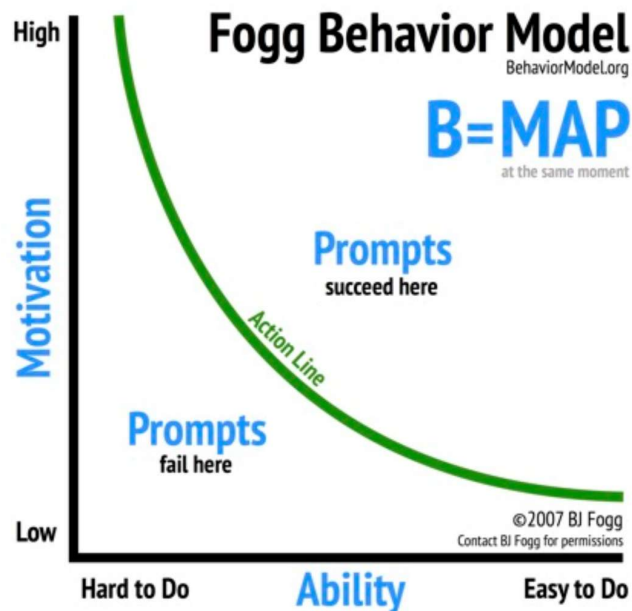 High
Fogg Behavior Model
BehaviorModel.org
B=MAP
at the same moment
Motivation
Prompts
succeed here
Action Line
Prompts
fail here
Low
©2007 BJ Fogg
Contact BJ Fogg for permissions
Hard to Do
Ability
Easy to Do